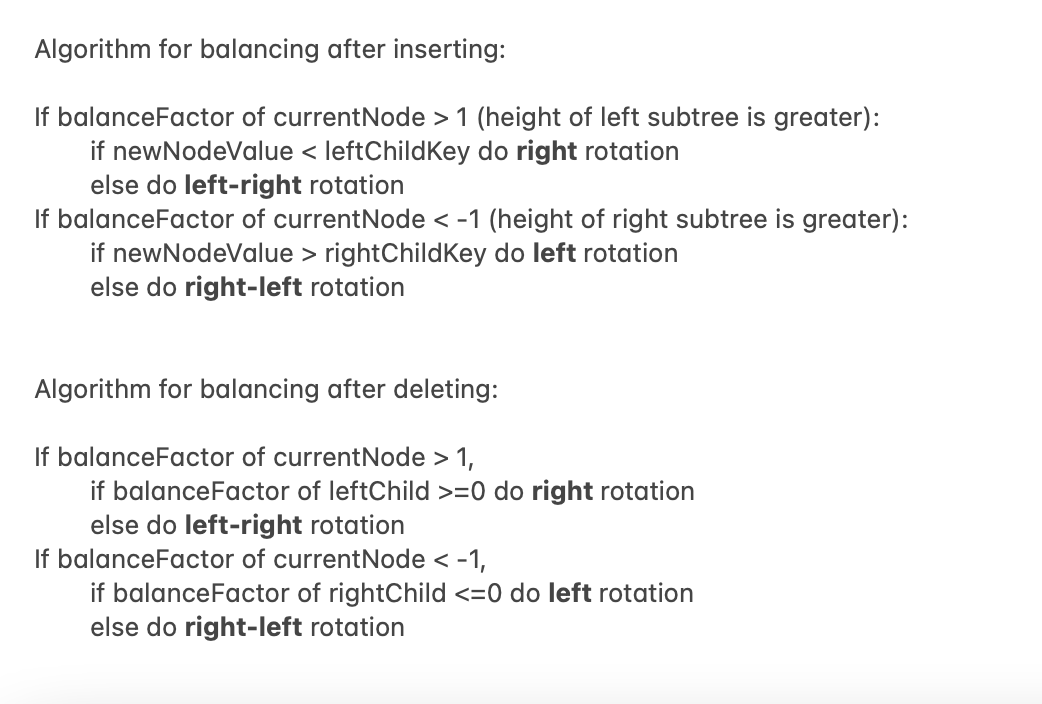 Algorithm for balancing after inserting:
If balanceFactor of currentNode > 1 (height of left subtree is greater):
if newNodeValue < leftChildKey do right rotation
else do left-right rotation
If balanceFactor of currentNode < -1 (height of right subtree is greater):
if newNodeValue > rightChildKey do left rotation
else do right-left rotation
Algorithm for balancing after deleting:
If balanceFactor of currentNode > 1,
if balanceFactor of leftChild >=0 do right rotation
else do left-right rotation
If balanceFactor of currentNode < -1,
if balanceFactor of rightChild <=0 do left rotation
else do right-left rotation